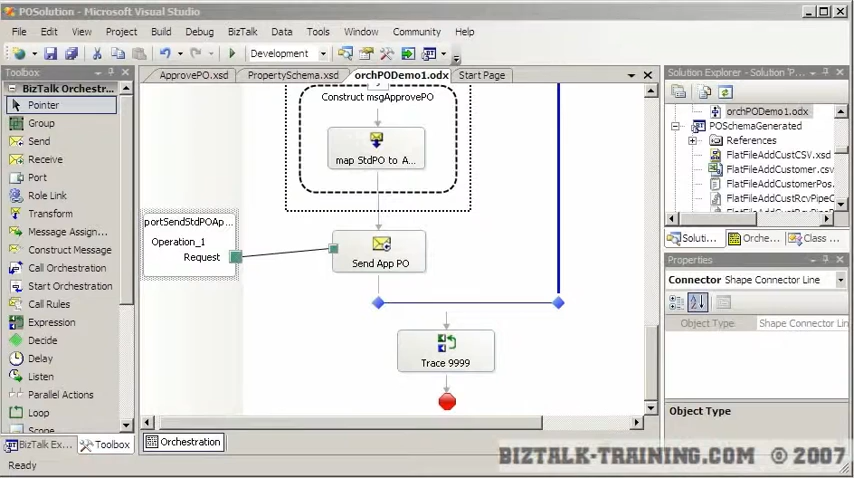 POSolution - Microsoft Visual Studio
File Edit View Project Build Debug BizTalk Data Tools Window Community Help
Development
Toolbox
BizTalk Orchestr...
Pointer
Group
Send
Receive
Port
Role Link
Transform
Message Assign...
Construct Message
Call Orchestration
Start Orchestration
Call Rules
Expression
Decide
Delay
Listen
Parallel Actions
Loop
Scope
BizTalk Ex... Toolbox
ApprovePO.xsd PropertySchema.xsd orchPODemo1.odx Start Page
Construct msgApprovePO
map StdPO to A...
portSendStdPOAp...
Operation_1
Request
Send App PO
Trace 9999
Orchestration
Solution Explorer - Solution 'P...
orchPODemo1.odx
POSchemaGenerated
References
FlatFileAddCustCSV.xsd
FlatFileAddCustomer.csv
FlatFileAddCustomerPos.
FlatFileAddCustRcvPipeC
Soluti... Orche... Class ...
Properties
Connector Shape Connector Line
Object Type Shape Connector Lin
Object Type
Ready
BIZTALK-TRAINING.COM © 2007